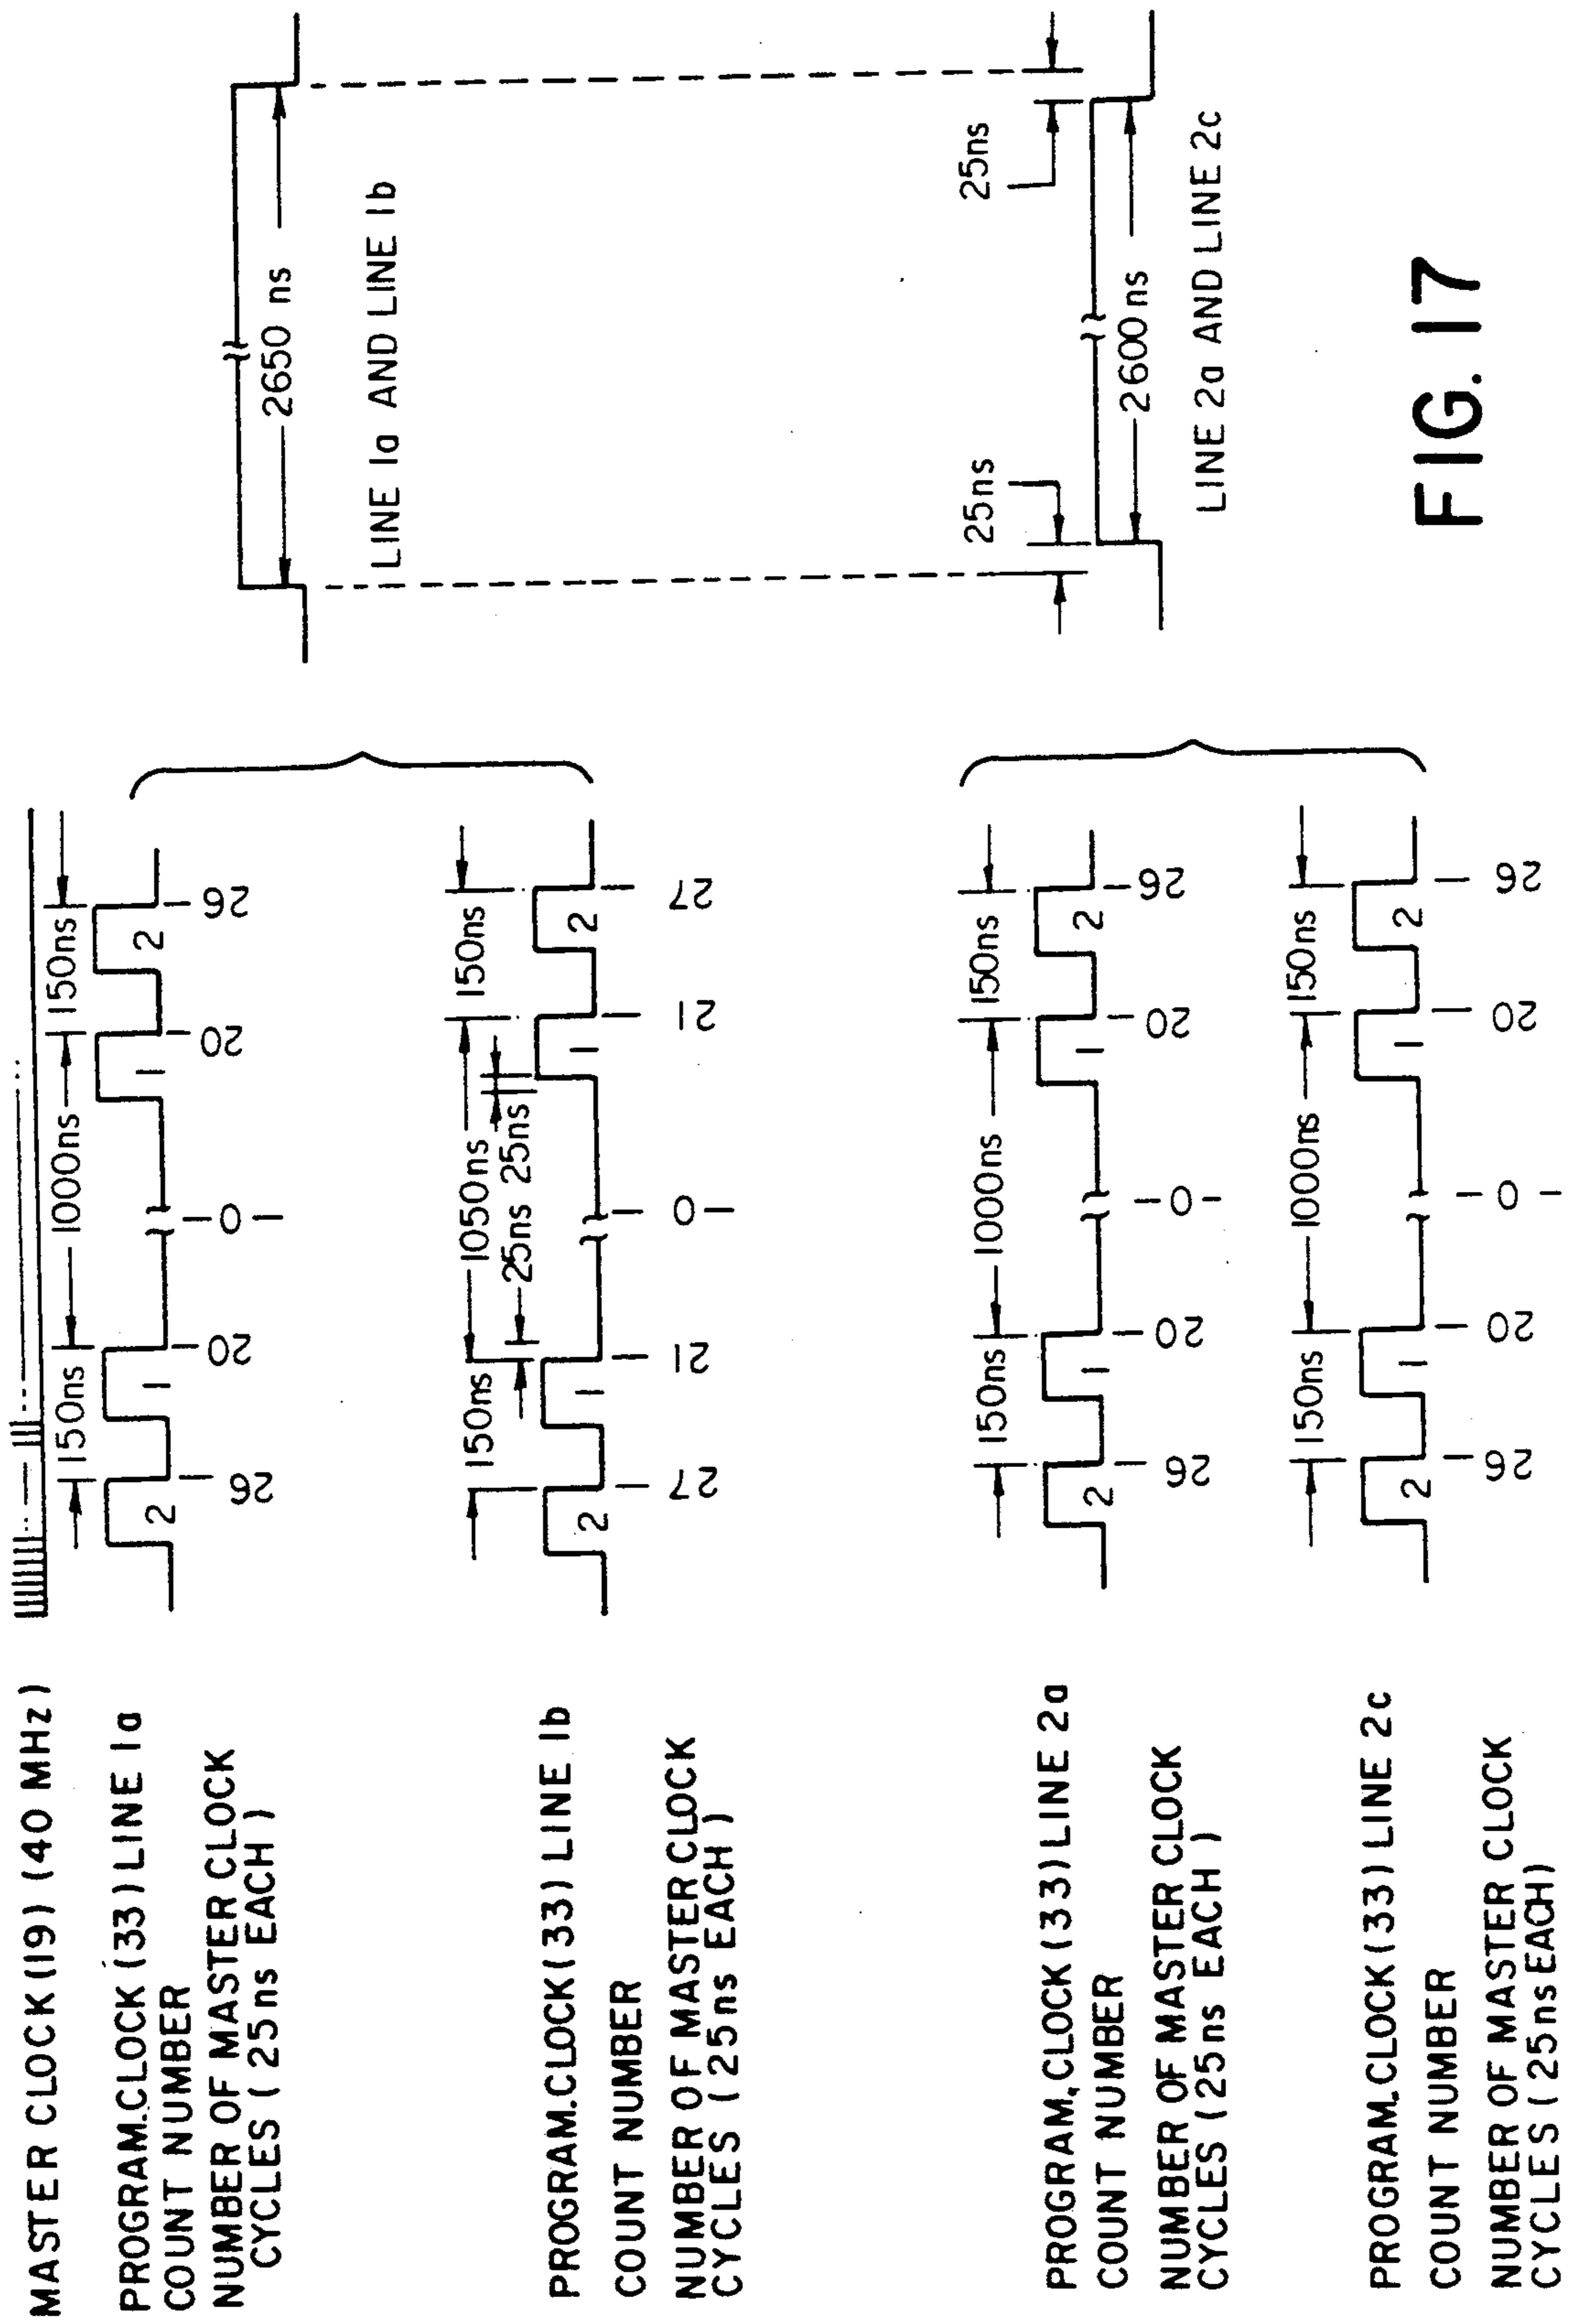 MASTER CLOCK (19) (40 MHz)
150ns 1000ns 150ns
PROGRAM.CLOCK (33) LINE 1a
COUNT NUMBER
2 1 1 2
NUMBER OF MASTER CLOCK
CYCLES (25ns EACH)
26 20 -0- 20 26
2650 ns
LINE 1a AND LINE 1b
150ns 1050ns 150ns
25ns 25ns
PROGRAM.CLOCK (33) LINE 1b
COUNT NUMBER
2 1 1 2
NUMBER OF MASTER CLOCK
CYCLES (25ns EACH)
27 21 -0- 21 27
150ns 1000ns 150ns
PROGRAM.CLOCK (33) LINE 2a
COUNT NUMBER
2 1 1 2
NUMBER OF MASTER CLOCK
CYCLES (25ns EACH)
26 20 -0- 20 26
25ns 25ns
2600 ns
LINE 2a AND LINE 2c
150ns 1000ns 150ns
PROGRAM.CLOCK (33) LINE 2c
COUNT NUMBER
2 1 1 2
NUMBER OF MASTER CLOCK
CYCLES (25ns EACH)
26 20 -0- 20 26
FIG. 17